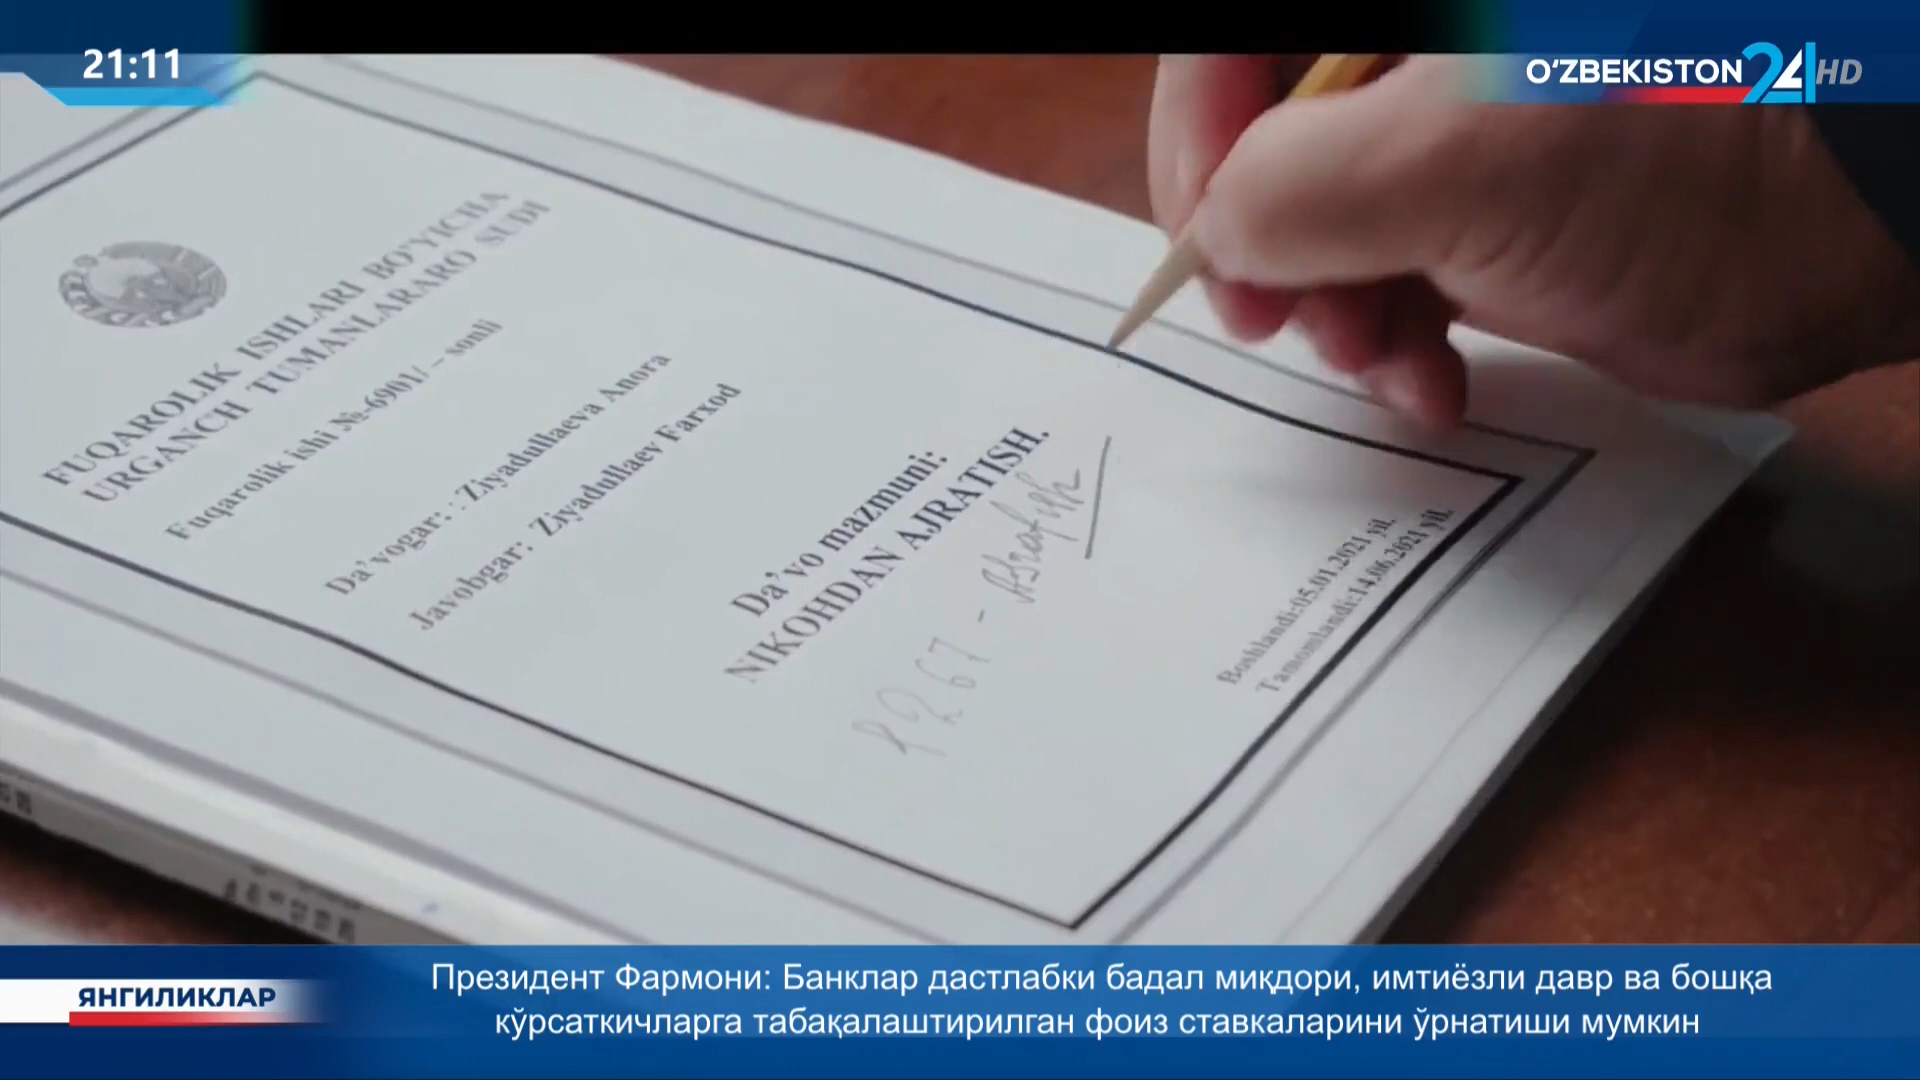 21:11
O‘ZBEKISTON 24 HD
FUQAROLIK ISHLARI BO'YICHA
URGANCH TUMANLARARO SUDI
Fuqarolik ishi №-6901/ – sonli
Da'vogar: : Ziyadullaeva Anora
Javobgar: Ziyadullaev Farxod
Da'vo mazmuni:
NIKOHDAN AJRATISH.
Boshlandi:05.01.2021 yil.
Tamomlandi:14.06.2021 yil.
ЯНГИЛИКЛАР
Президент Фармони: Банклар дастлабки бадал миқдори, имтиёзли давр ва бошқа
кўрсаткичларга табақалаштирилган фоиз ставкаларини ўрнатиши мумкин